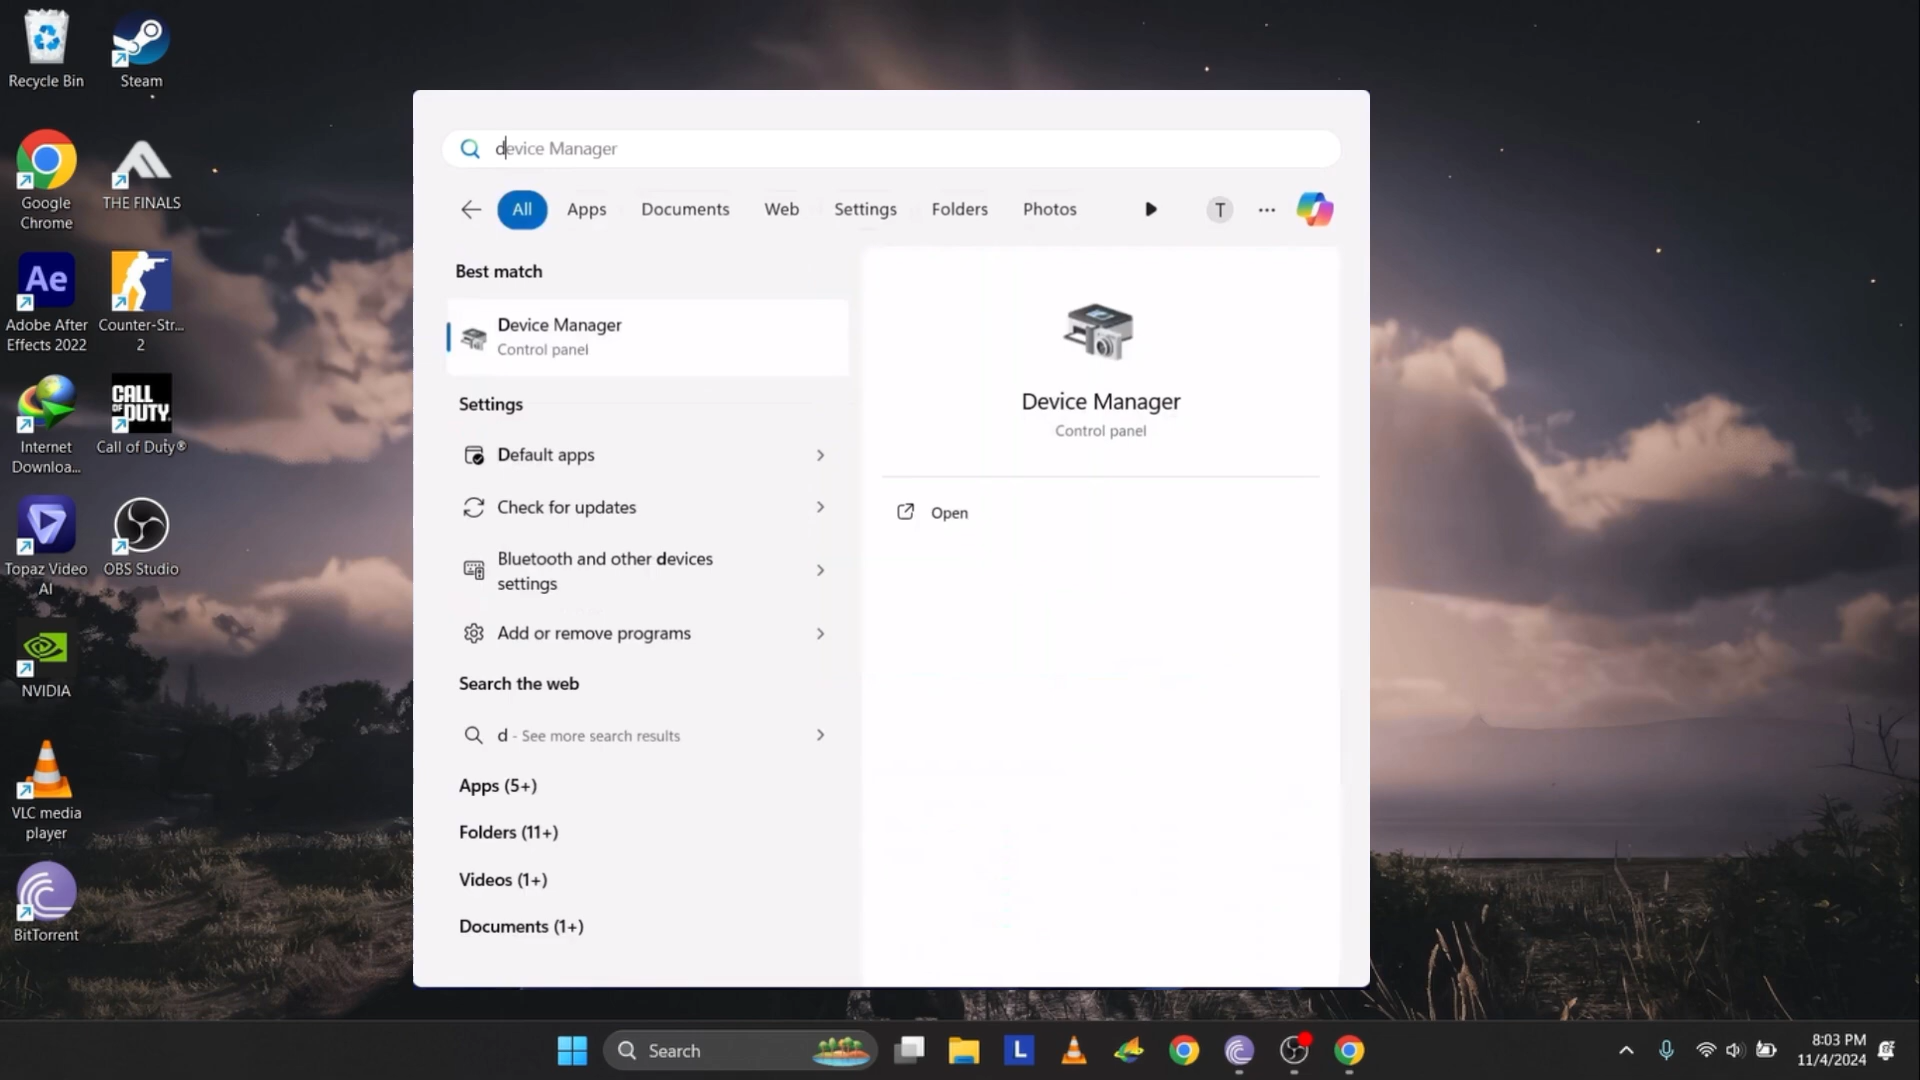 Recycle Bin
Steam
Google
Chrome
THE FINALS
Ae
Adobe After
Effects 2022
Counter-Str...
2
Internet
Downloa...
CALL
OF DUTY
Call of Duty®
Topaz Video
AI
OBS Studio
NVIDIA
VLC media
player
BitTorrent
device Manager
All
Apps
Documents
Web
Settings
Folders
Photos
T
Best match
Device Manager
Control panel
Settings
Default apps
Check for updates
Bluetooth and other devices
settings
Add or remove programs
Search the web
d - See more search results
Apps (5+)
Folders (11+)
Videos (1+)
Documents (1+)
Device Manager
Control panel
Open
Search
L
8:03 PM
11/4/2024